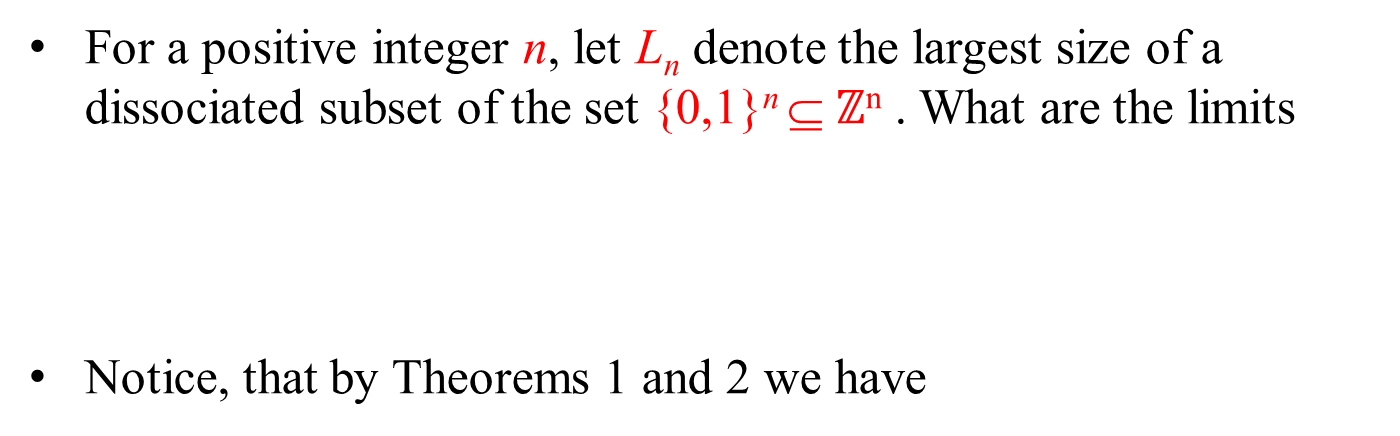 • For a positive integer n, let Lₙ denote the largest size of a
dissociated subset of the set {0,1}ⁿ ⊆ ℤⁿ . What are the limits
• Notice, that by Theorems 1 and 2 we have